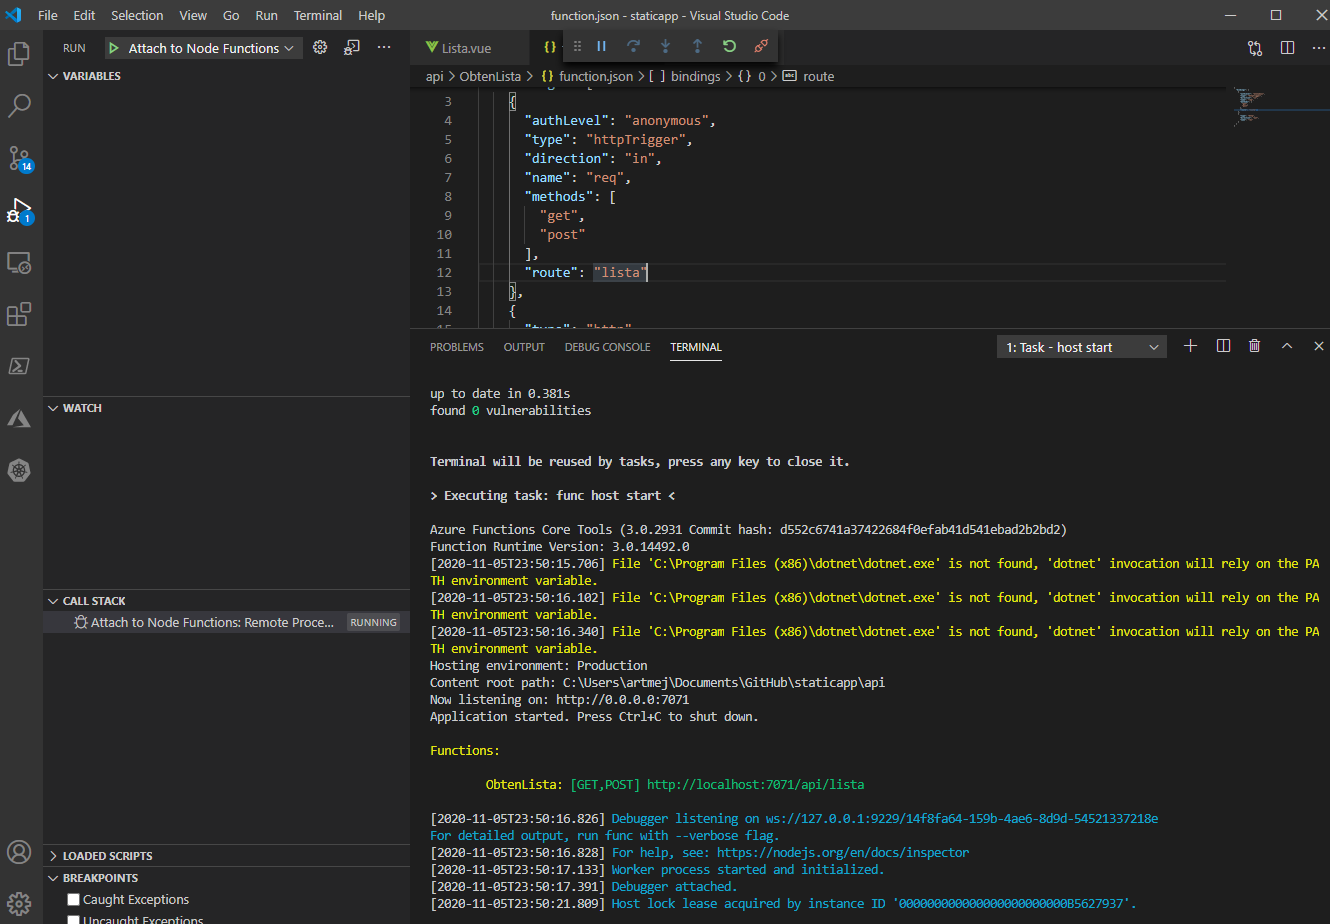 File Edit Selection View Go Run Terminal Help
function.json - staticapp - Visual Studio Code
RUN Attach to Node Functions
VARIABLES
14
1
WATCH
CALL STACK
Attach to Node Functions: Remote Proce... RUNNING
LOADED SCRIPTS
BREAKPOINTS
Caught Exceptions
Uncaught Exceptions
Lista.vue {}
api > ObtenLista > {} function.json > [ ] bindings > {} 0 > abc route
3 {
4 "authLevel": "anonymous",
5 "type": "httpTrigger",
6 "direction": "in",
7 "name": "req",
8 "methods": [
9 "get",
10 "post"
11 ],
12 "route": "lista"
13 },
14 {
15 "type": "http"
PROBLEMS OUTPUT DEBUG CONSOLE TERMINAL
1: Task - host start
up to date in 0.381s
found 0 vulnerabilities
Terminal will be reused by tasks, press any key to close it.
> Executing task: func host start <
Azure Functions Core Tools (3.0.2931 Commit hash: d552c6741a37422684f0efab41d541ebad2b2bd2)
Function Runtime Version: 3.0.14492.0
[2020-11-05T23:50:15.706] File 'C:\Program Files (x86)\dotnet\dotnet.exe' is not found, 'dotnet' invocation will rely on the PA
TH environment variable.
[2020-11-05T23:50:16.102] File 'C:\Program Files (x86)\dotnet\dotnet.exe' is not found, 'dotnet' invocation will rely on the PA
TH environment variable.
[2020-11-05T23:50:16.340] File 'C:\Program Files (x86)\dotnet\dotnet.exe' is not found, 'dotnet' invocation will rely on the PA
TH environment variable.
Hosting environment: Production
Content root path: C:\Users\artmej\Documents\GitHub\staticapp\api
Now listening on: http://0.0.0.0:7071
Application started. Press Ctrl+C to shut down.
Functions:
ObtenLista: [GET,POST] http://localhost:7071/api/lista
[2020-11-05T23:50:16.826] Debugger listening on ws://127.0.0.1:9229/14f8fa64-159b-4ae6-8d9d-54521337218e
For detailed output, run func with --verbose flag.
[2020-11-05T23:50:16.828] For help, see: https://nodejs.org/en/docs/inspector
[2020-11-05T23:50:17.133] Worker process started and initialized.
[2020-11-05T23:50:17.391] Debugger attached.
[2020-11-05T23:50:21.809] Host lock lease acquired by instance ID '000000000000000000000000B5627937'.